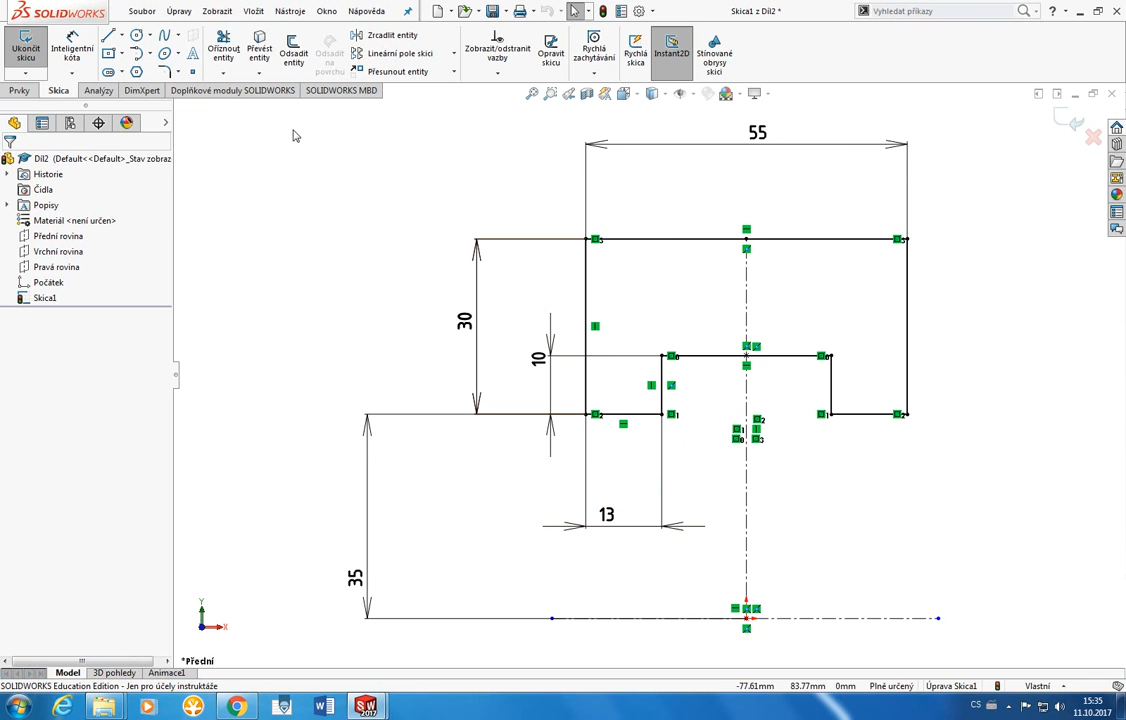 SOLIDWORKS
Soubor Úpravy Zobrazit Vložit Nástroje Okno Nápověda
Skica1 z Díl2 *
Vyhledat příkazy
Ukončit skicu
Inteligentní kóta
Oříznout entity
Převést entity
Odsadit entity
Odsadit na povrchu
Zrcadlit entity
Lineární pole skici
Přesunout entity
Zobrazit/odstranit vazby
Opravit skicu
Rychlá zachytávání
Rychlá skica
Instant2D
Stínované obrysy skici
Prvky Skica Analýzy DimXpert Doplňkové moduly SOLIDWORKS SOLIDWORKS MBD
Díl2 (Default<<Default>_Stav zobraz
Historie
Čidla
Popisy
Materiál <není určen>
Přední rovina
Vrchní rovina
Pravá rovina
Počátek
Skica1
55
30
10
13
35
Y
X
*Přední
Model 3D pohledy Animace1
SOLIDWORKS Education Edition - Jen pro účely instruktáže
-77.61mm 83.77mm 0mm Plně určený Úprava Skica1 Vlastní
CS 15:35
11.10.2017